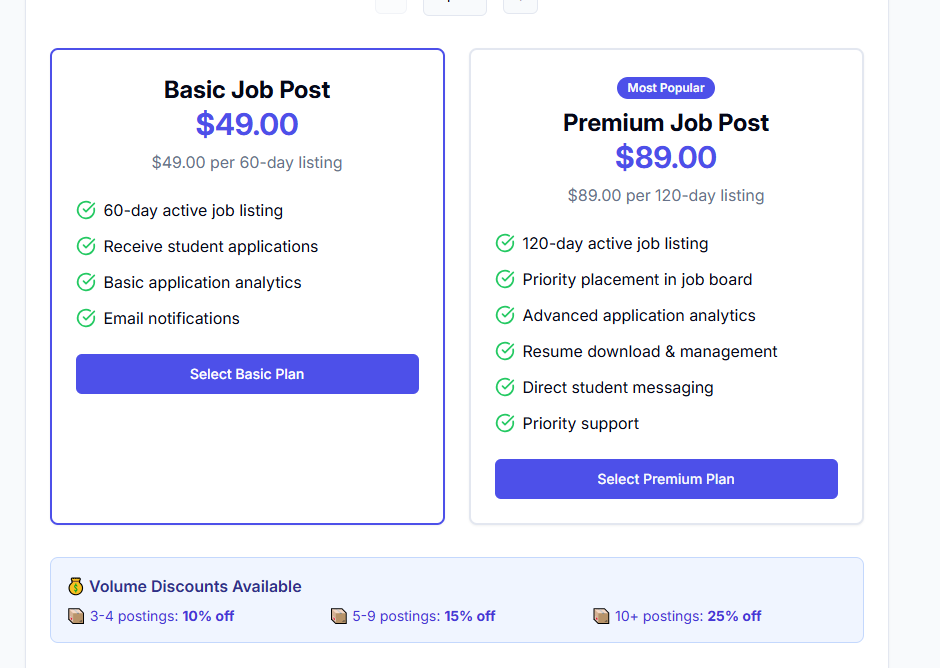 Basic Job Post
$49.00
$49.00 per 60-day listing
60-day active job listing
Receive student applications
Basic application analytics
Email notifications
Select Basic Plan
Most Popular
Premium Job Post
$89.00
$89.00 per 120-day listing
120-day active job listing
Priority placement in job board
Advanced application analytics
Resume download & management
Direct student messaging
Priority support
Select Premium Plan
Volume Discounts Available
3-4 postings: 10% off
5-9 postings: 15% off
10+ postings: 25% off